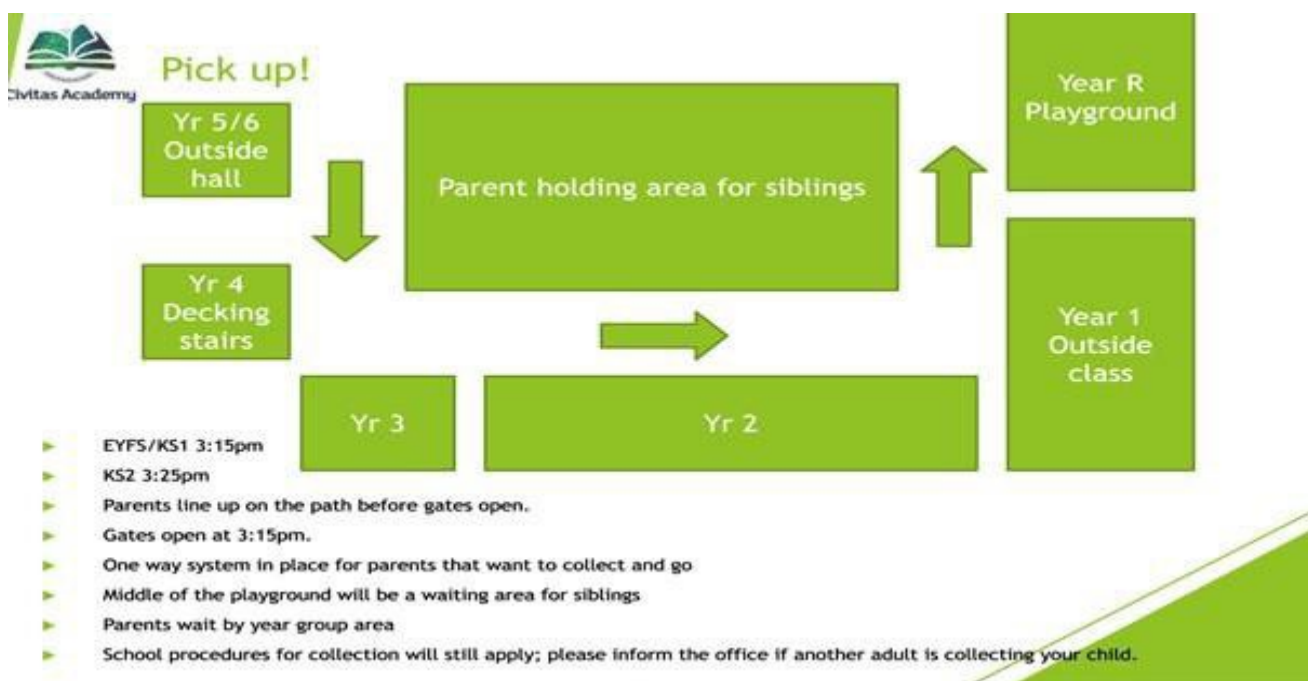 Civitas Academy
Pick up!
Yr 5/6
Outside
hall
Parent holding area for siblings
Year R
Playground
Yr 4
Decking
stairs
Year 1
Outside
class
Yr 3
Yr 2
EYFS/KS1 3:15pm
KS2 3:25pm
Parents line up on the path before gates open.
Gates open at 3:15pm.
One way system in place for parents that want to collect and go
Middle of the playground will be a waiting area for siblings
Parents wait by year group area
School procedures for collection will still apply; please inform the office if another adult is collecting your child.